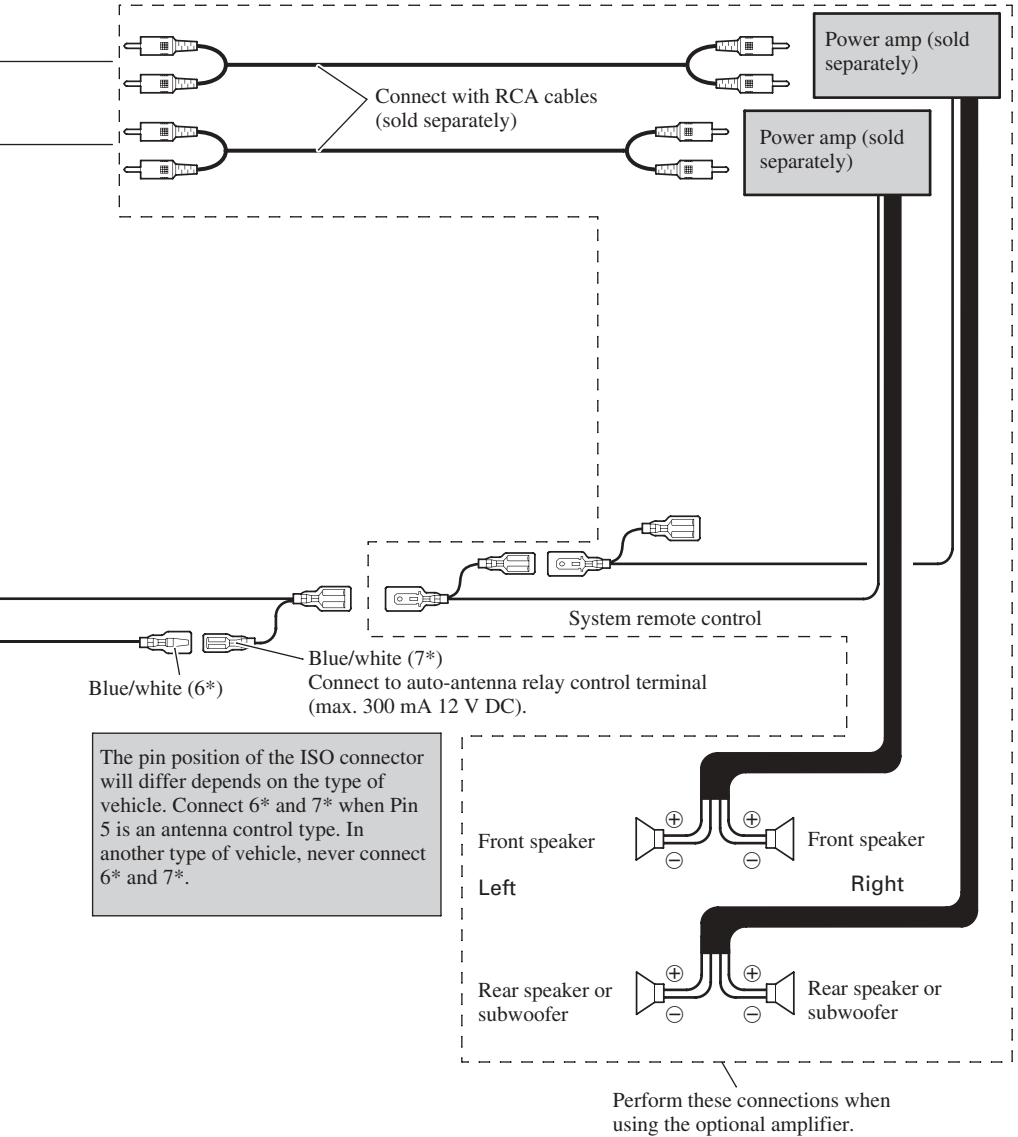 Power amp (sold
separately)
Connect with RCA cables
(sold separately)
Power amp (sold
separately)
System remote control
Blue/white (7*)
Connect to auto-antenna relay control terminal
(max. 300 mA 12 V DC).
Blue/white (6*)
The pin position of the ISO connector
will differ depends on the type of
vehicle. Connect 6* and 7* when Pin
5 is an antenna control type. In
another type of vehicle, never connect
6* and 7*.
Front speaker
+
−
+
−
Front speaker
Left
Right
Rear speaker or
subwoofer
+
−
+
−
Rear speaker or
subwoofer
Perform these connections when
using the optional amplifier.